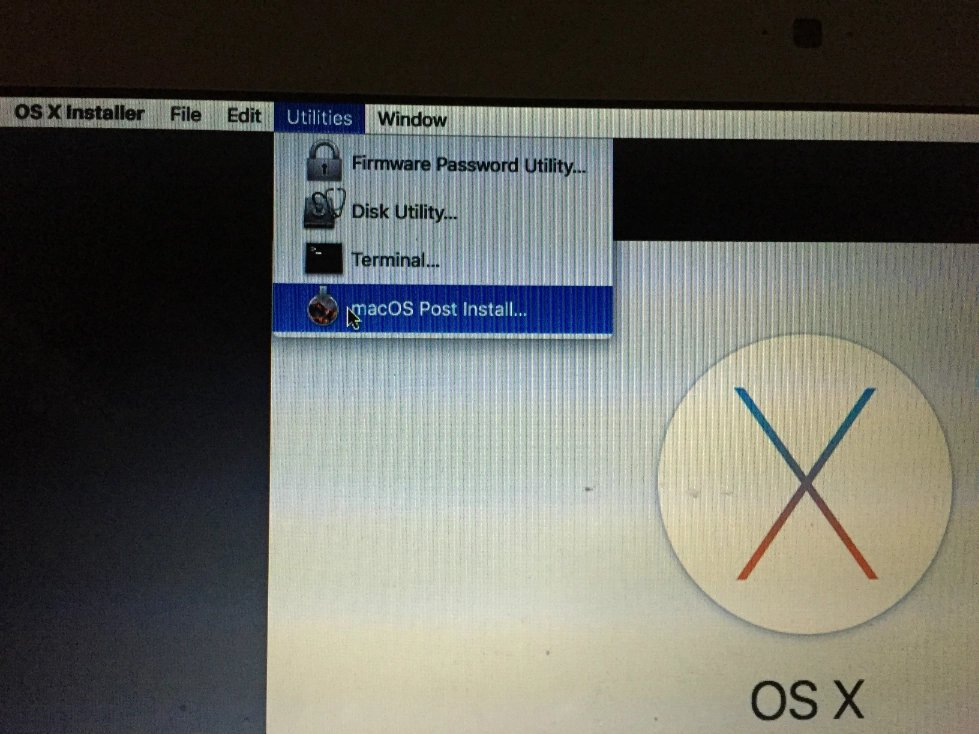 OS X Installer File Edit Utilities Window
Firmware Password Utility...
Disk Utility...
Terminal...
macOS Post Install...
OS X